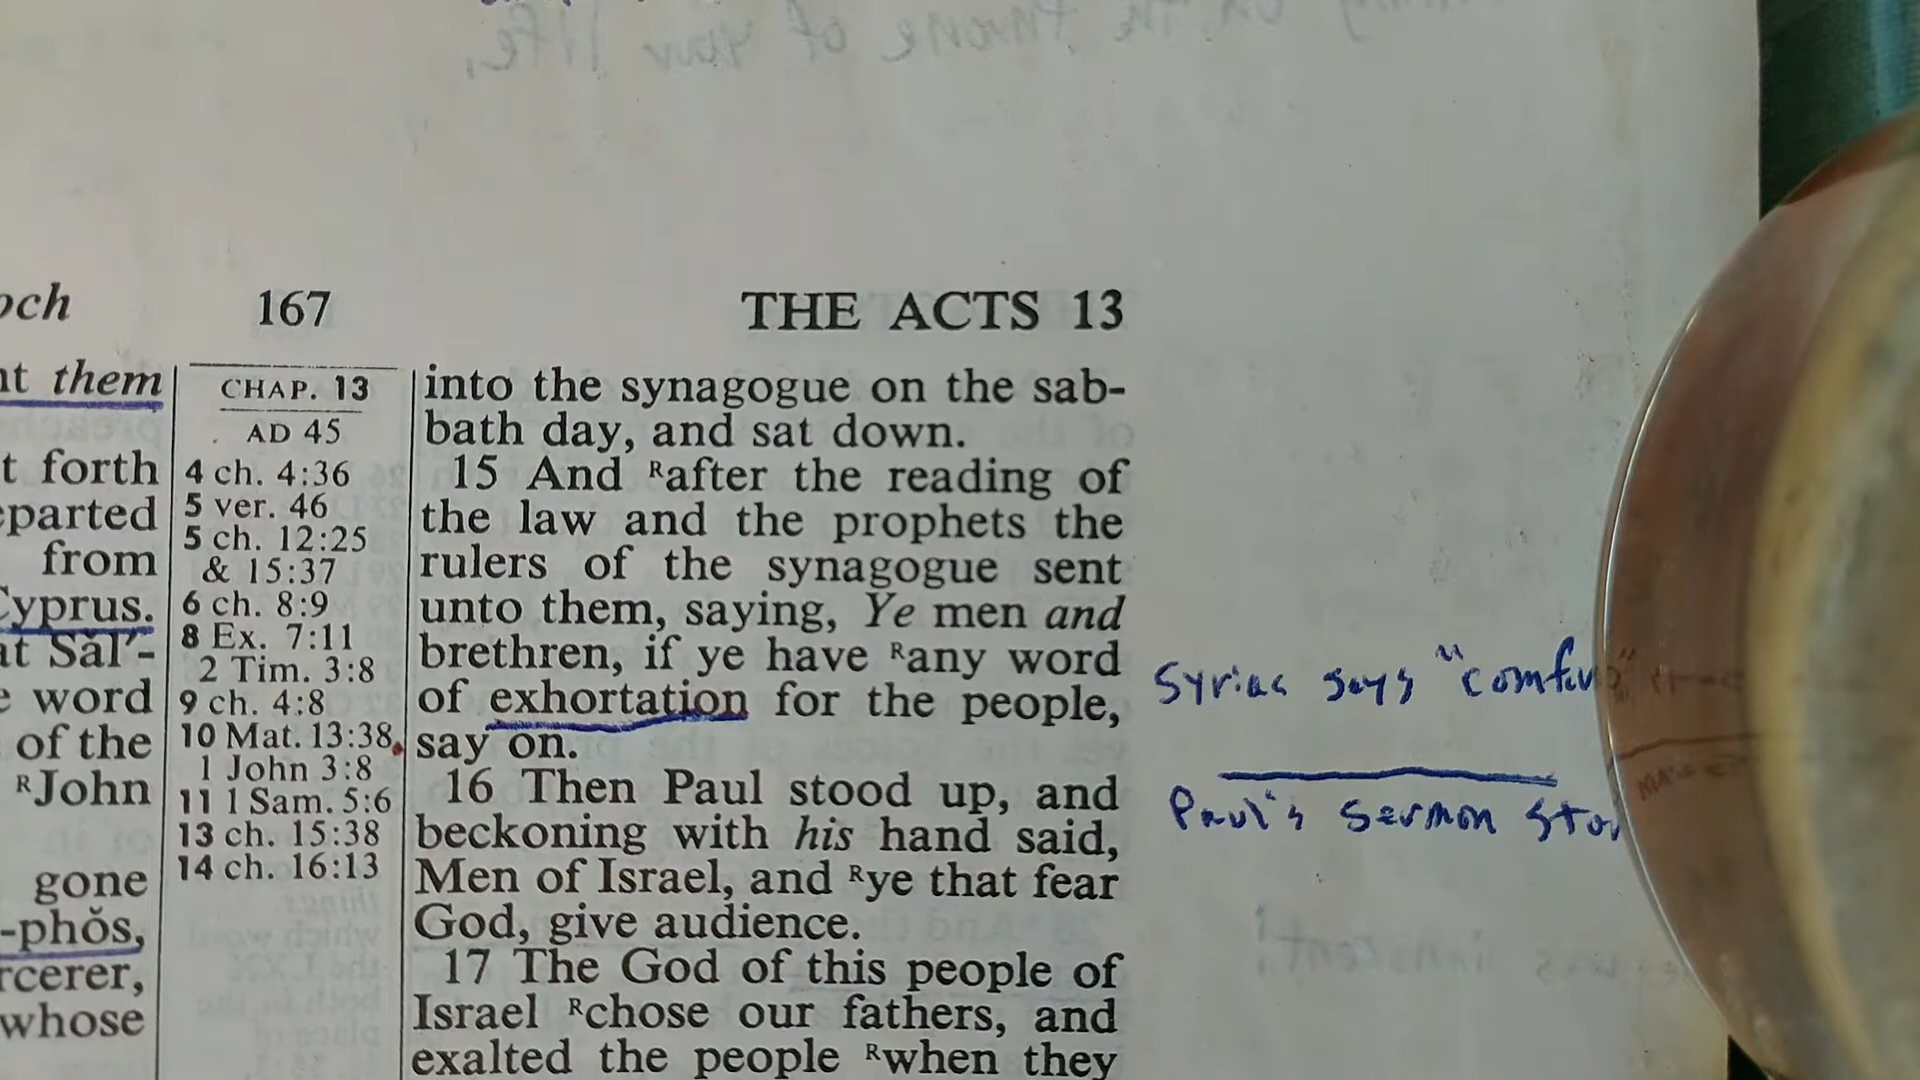 throne of your life,
och 167 THE ACTS 13
nt them
t forth
eparted
from
Cyprus.
at Săl´-
e word
of the
ᴿJohn
gone
-phŏs,
rcerer,
whose
CHAP. 13
AD 45
4 ch. 4:36
5 ver. 46
5 ch. 12:25
& 15:37
6 ch. 8:9
8 Ex. 7:11
2 Tim. 3:8
9 ch. 4:8
10 Mat. 13:38.
1 John 3:8
11 1 Sam. 5:6
13 ch. 15:38
14 ch. 16:13
into the synagogue on the sab-
bath day, and sat down.
15 And ᴿafter the reading of
the law and the prophets the
rulers of the synagogue sent
unto them, saying, Ye men and
brethren, if ye have ᴿany word
of exhortation for the people,
say on.
16 Then Paul stood up, and
beckoning with his hand said,
Men of Israel, and ᴿye that fear
God, give audience.
17 The God of this people of
Israel ᴿchose our fathers, and
exalted the people ᴿwhen they
Syriac says
Paul's Sermon